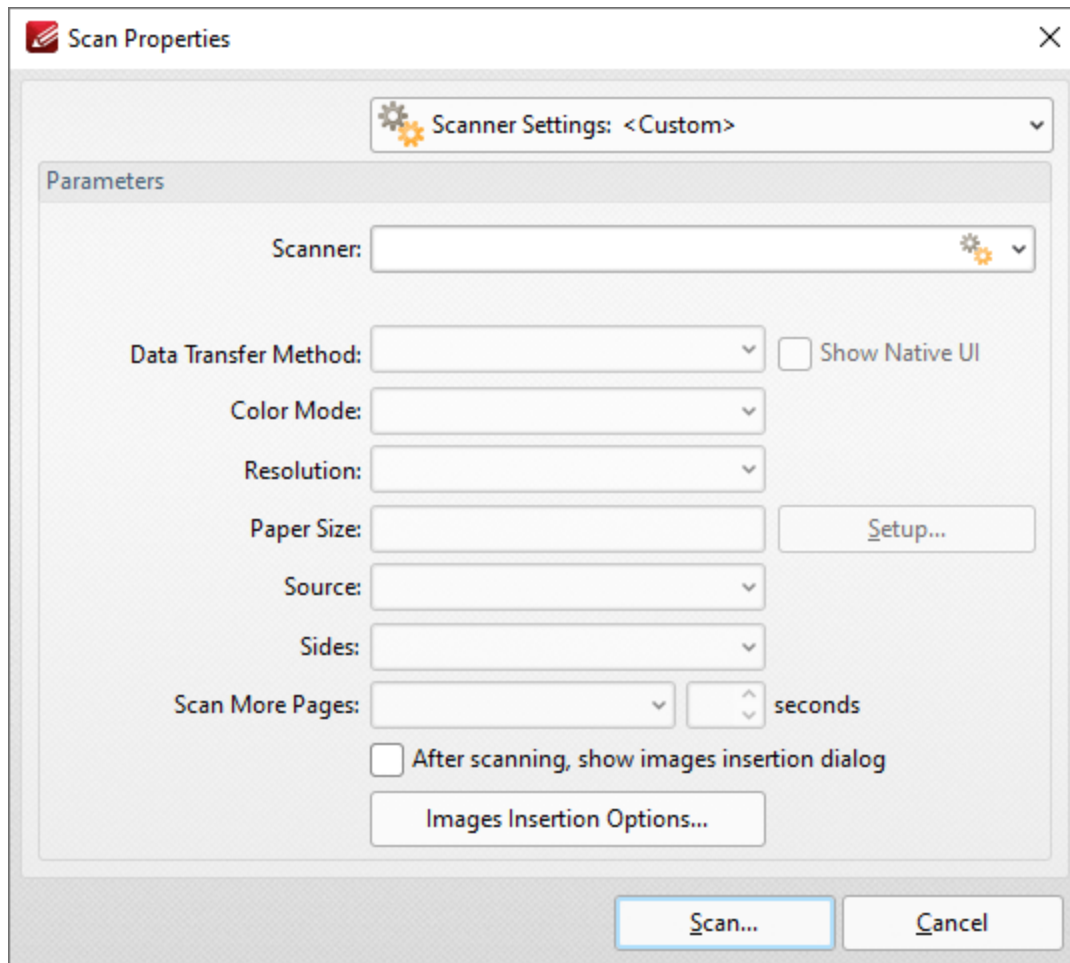 Scan Properties
Scanner Settings: <Custom>
Parameters
Scanner:
Data Transfer Method:
Show Native UI
Color Mode:
Resolution:
Paper Size:
Setup...
Source:
Sides:
Scan More Pages:
seconds
After scanning, show images insertion dialog
Images Insertion Options...
Scan...
Cancel